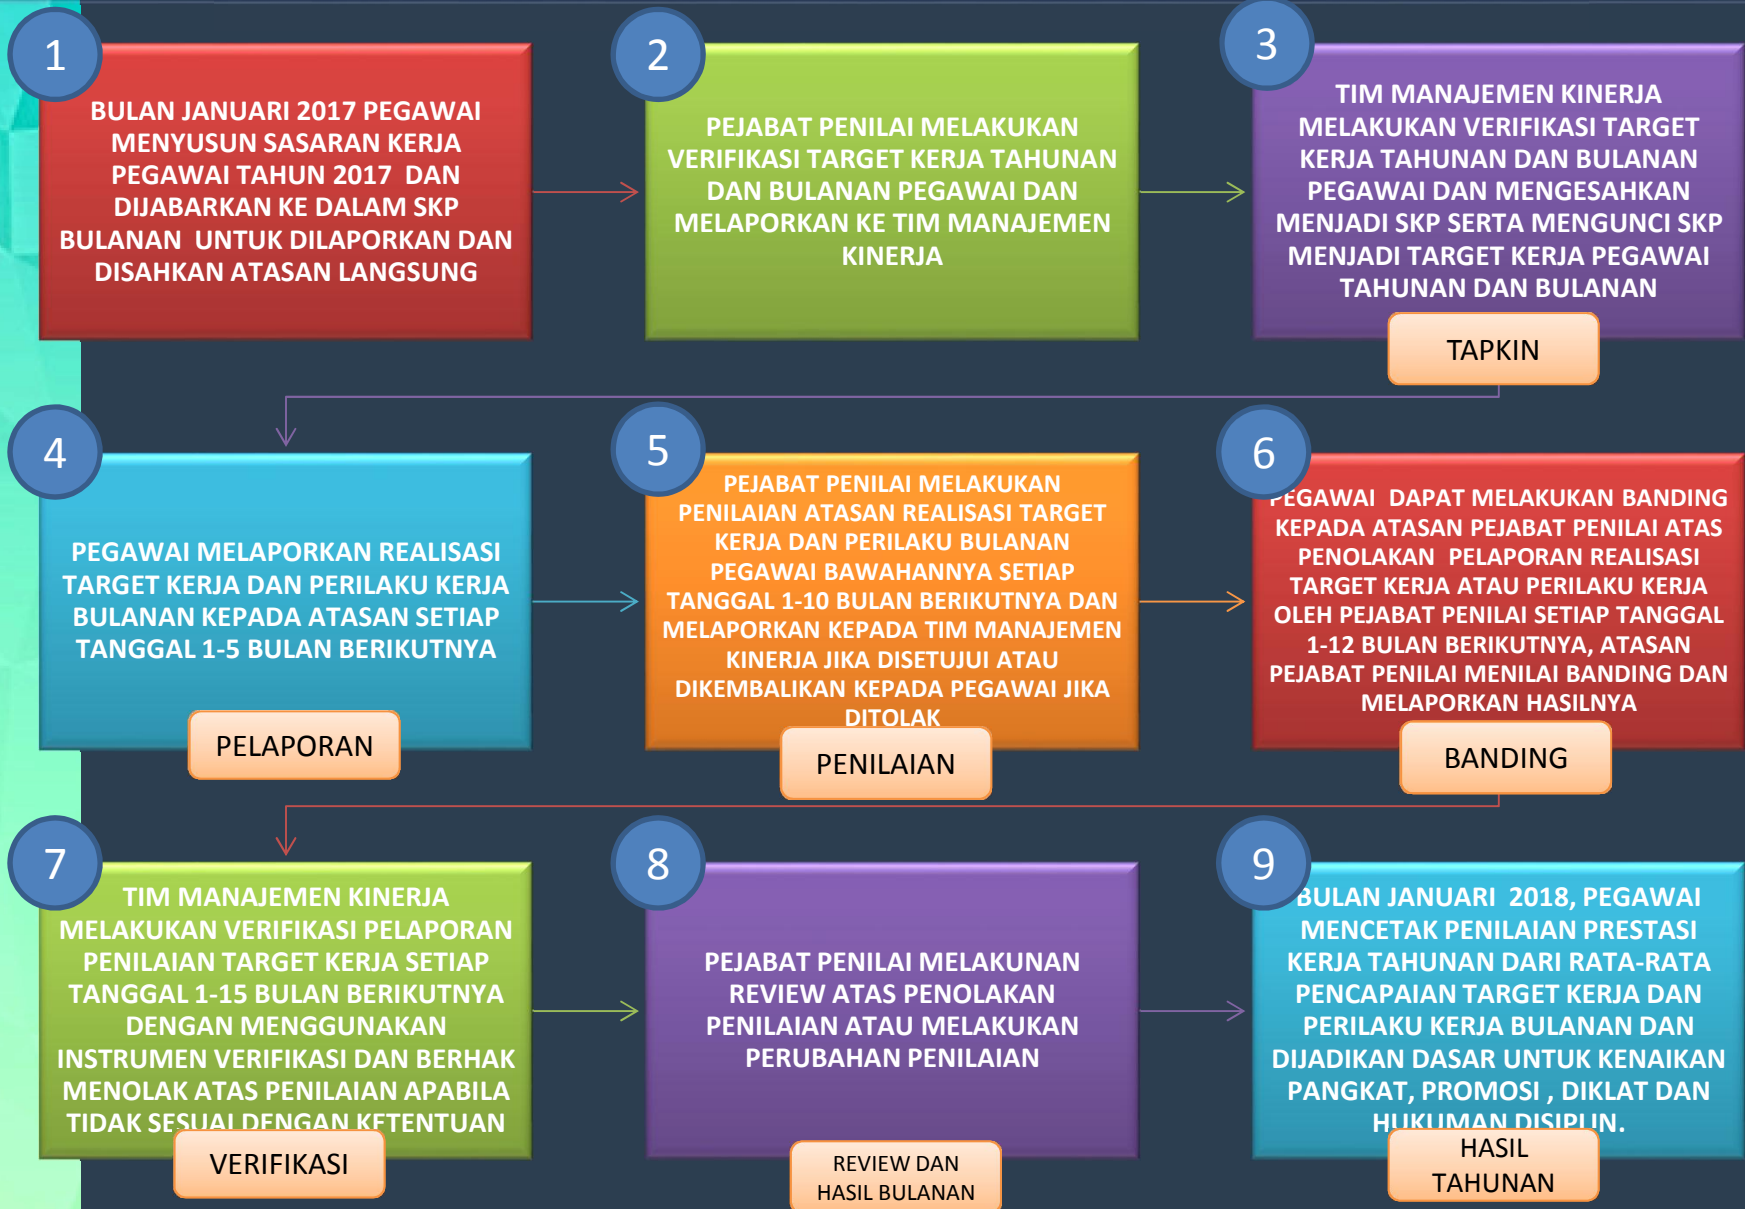 1
BULAN JANUARI 2017 PEGAWAI
MENYUSUN SASARAN KERJA
PEGAWAI TAHUN 2017 DAN
DIJABARKAN KE DALAM SKP
BULANAN UNTUK DILAPORKAN DAN
DISAHKAN ATASAN LANGSUNG
2
PEJABAT PENILAI MELAKUKAN
VERIFIKASI TARGET KERJA TAHUNAN
DAN BULANAN PEGAWAI DAN
MELAPORKAN KE TIM MANAJEMEN
KINERJA
3
TIM MANAJEMEN KINERJA
MELAKUKAN VERIFIKASI TARGET
KERJA TAHUNAN DAN BULANAN
PEGAWAI DAN MENGESAHKAN
MENJADI SKP SERTA MENGUNCI SKP
MENJADI TARGET KERJA PEGAWAI
TAHUNAN DAN BULANAN
TAPKIN
4
PEGAWAI MELAPORKAN REALISASI
TARGET KERJA DAN PERILAKU KERJA
BULANAN KEPADA ATASAN SETIAP
TANGGAL 1-5 BULAN BERIKUTNYA
PELAPORAN
5
PEJABAT PENILAI MELAKUKAN
PENILAIAN ATASAN REALISASI TARGET
KERJA DAN PERILAKU BULANAN
PEGAWAI BAWAHANNYA SETIAP
TANGGAL 1-10 BULAN BERIKUTNYA DAN
MELAPORKAN KEPADA TIM MANAJEMEN
KINERJA JIKA DISETUJUI ATAU
DIKEMBALIKAN KEPADA PEGAWAI JIKA
DITOLAK
PENILAIAN
6
PEGAWAI DAPAT MELAKUKAN BANDING
KEPADA ATASAN PEJABAT PENILAI ATAS
PENOLAKAN PELAPORAN REALISASI
TARGET KERJA ATAU PERILAKU KERJA
OLEH PEJABAT PENILAI SETIAP TANGGAL
1-12 BULAN BERIKUTNYA, ATASAN
PEJABAT PENILAI MENILAI BANDING DAN
MELAPORKAN HASILNYA
BANDING
7
TIM MANAJEMEN KINERJA
MELAKUKAN VERIFIKASI PELAPORAN
PENILAIAN TARGET KERJA SETIAP
TANGGAL 1-15 BULAN BERIKUTNYA
DENGAN MENGGUNAKAN
INSTRUMEN VERIFIKASI DAN BERHAK
MENOLAK ATAS PENILAIAN APABILA
TIDAK SESUAI DENGAN KETENTUAN
VERIFIKASI
8
PEJABAT PENILAI MELAKUNAN
REVIEW ATAS PENOLAKAN
PENILAIAN ATAU MELAKUKAN
PERUBAHAN PENILAIAN
REVIEW DAN
HASIL BULANAN
9
BULAN JANUARI 2018, PEGAWAI
MENCETAK PENILAIAN PRESTASI
KERJA TAHUNAN DARI RATA-RATA
PENCAPAIAN TARGET KERJA DAN
PERILAKU KERJA BULANAN DAN
DIJADIKAN DASAR UNTUK KENAIKAN
PANGKAT, PROMOSI , DIKLAT DAN
HUKUMAN DISIPLIN.
HASIL
TAHUNAN